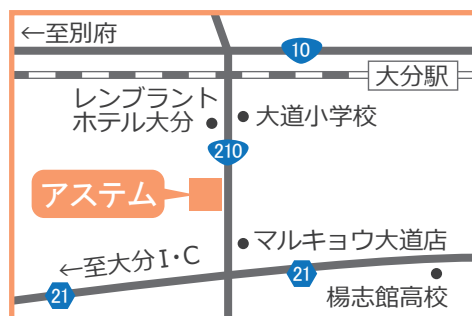 ←至別府
10
大分駅
レンブラント
ホテル大分
大道小学校
210
アステム
マルキョウ大道店
←至大分I・C
21
21
楊志館高校